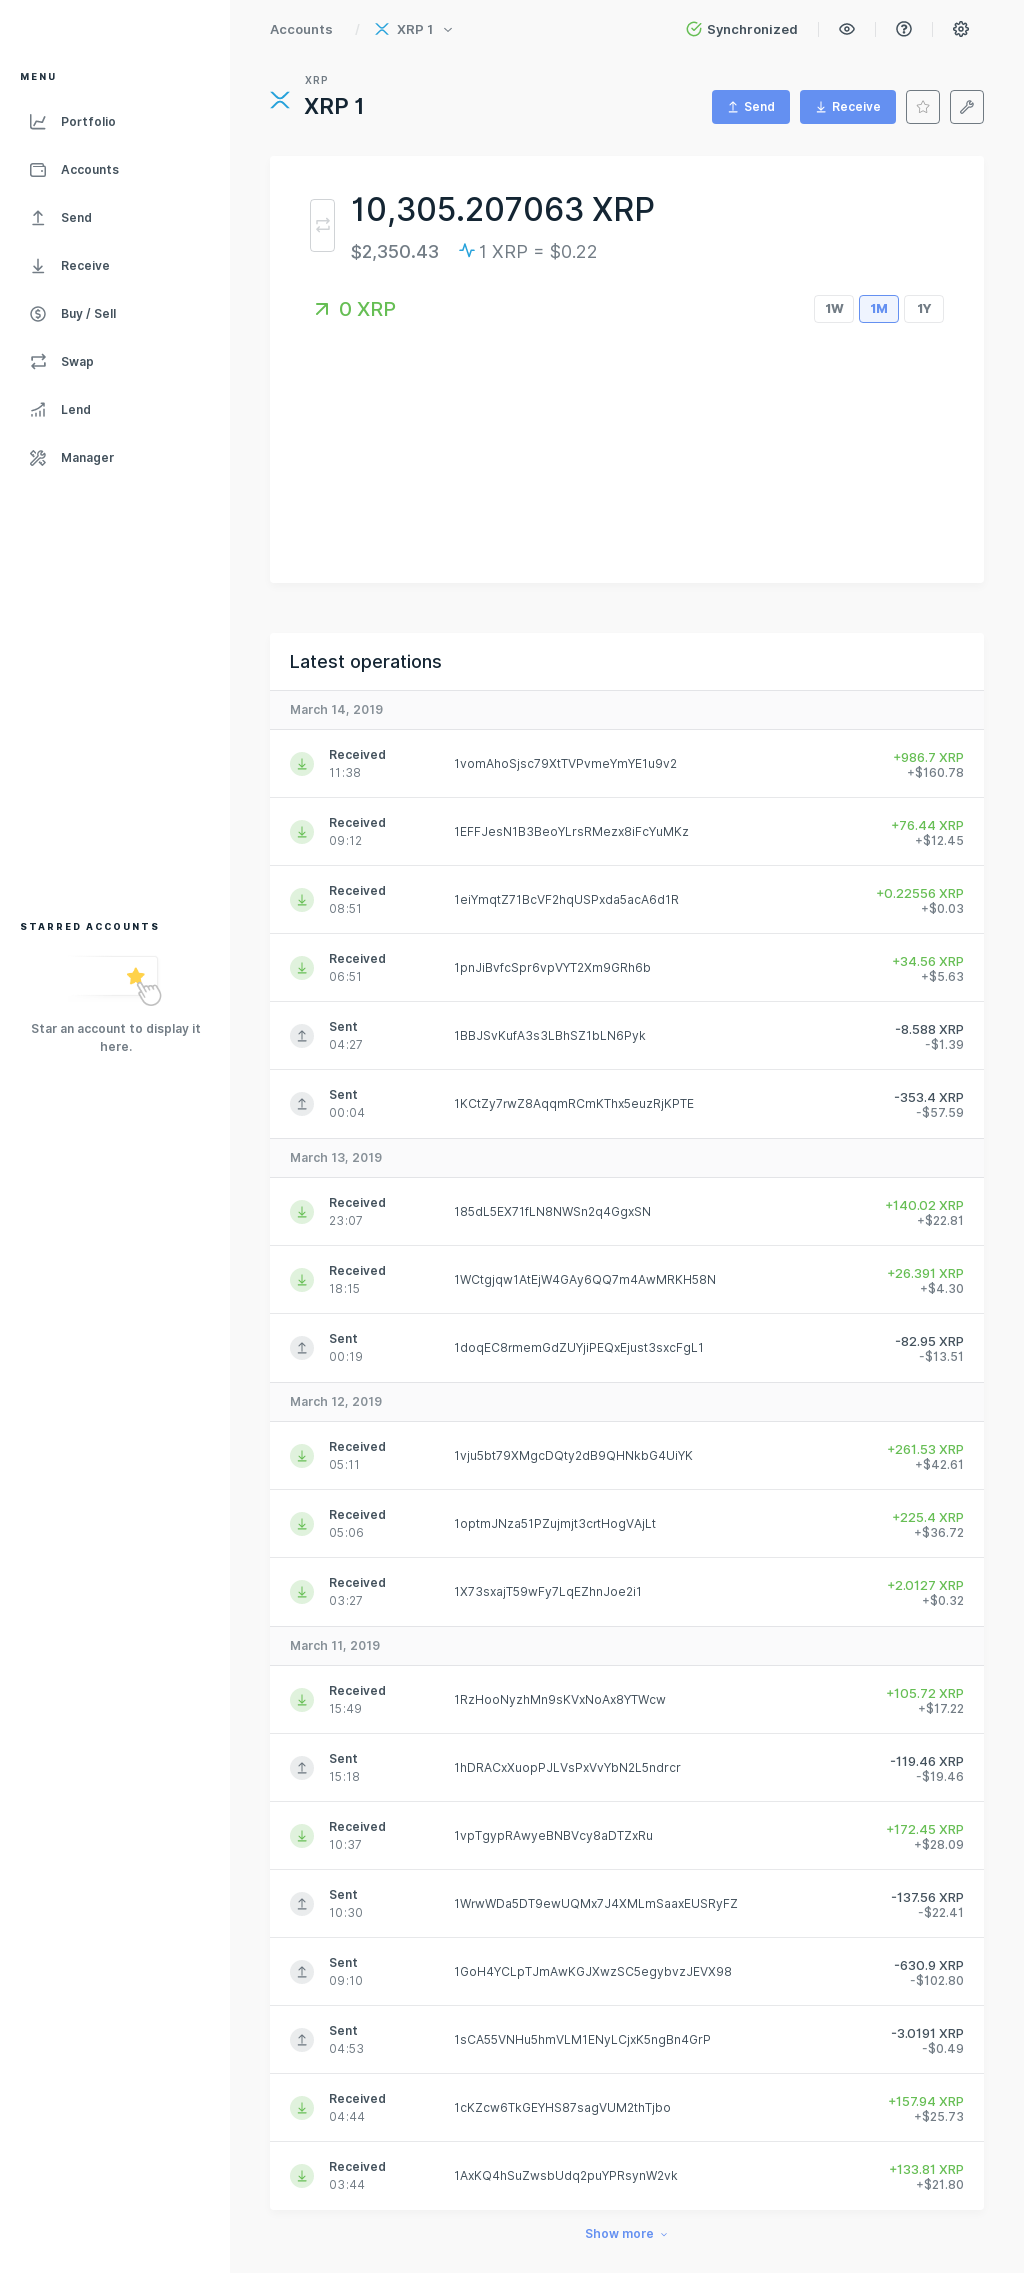 Accounts / XRP 1
Synchronized
MENU
Portfolio
Accounts
Send
Receive
Buy / Sell
Swap
Lend
Manager
STARRED ACCOUNTS
Star an account to display it
here.
XRP
XRP 1
Send
Receive
10,305.207063 XRP
$2,350.43 1 XRP = $0.22
0 XRP
1W 1M 1Y
Latest operations
March 14, 2019
Received
11:38
1vomAhoSjsc79XtTVPvmeYmYE1u9v2
+986.7 XRP
+$160.78
Received
09:12
1EFFJesN1B3BeoYLrsRMezx8iFcYuMKz
+76.44 XRP
+$12.45
Received
08:51
1eiYmqtZ71BcVF2hqUSPxda5acA6d1R
+0.22556 XRP
+$0.03
Received
06:51
1pnJiBvfcSpr6vpVYT2Xm9GRh6b
+34.56 XRP
+$5.63
Sent
04:27
1BBJSvKufA3s3LBhSZ1bLN6Pyk
-8.588 XRP
-$1.39
Sent
00:04
1KCtZy7rwZ8AqqmRCmKThx5euzRjKPTE
-353.4 XRP
-$57.59
March 13, 2019
Received
23:07
185dL5EX71fLN8NWSn2q4GgxSN
+140.02 XRP
+$22.81
Received
18:15
1WCtgjqw1AtEjW4GAy6QQ7m4AwMRKH58N
+26.391 XRP
+$4.30
Sent
00:19
1doqEC8rmemGdZUYjiPEQxEjust3sxcFgL1
-82.95 XRP
-$13.51
March 12, 2019
Received
05:11
1vju5bt79XMgcDQty2dB9QHNkbG4UiYK
+261.53 XRP
+$42.61
Received
05:06
1optmJNza51PZujmjt3crtHogVAjLt
+225.4 XRP
+$36.72
Received
03:27
1X73sxajT59wFy7LqEZhnJoe2i1
+2.0127 XRP
+$0.32
March 11, 2019
Received
15:49
1RzHooNyzhMn9sKVxNoAx8YTWcw
+105.72 XRP
+$17.22
Sent
15:18
1hDRACxXuopPJLVsPxVvYbN2L5ndrcr
-119.46 XRP
-$19.46
Received
10:37
1vpTgypRAwyeBNBVcy8aDTZxRu
+172.45 XRP
+$28.09
Sent
10:30
1WrwWDa5DT9ewUQMx7J4XMLmSaaxEUSRyFZ
-137.56 XRP
-$22.41
Sent
09:10
1GoH4YCLpTJmAwKGJXwzSC5egybvzJEVX98
-630.9 XRP
-$102.80
Sent
04:53
1sCA55VNHu5hmVLM1ENyLCjxK5ngBn4GrP
-3.0191 XRP
-$0.49
Received
04:44
1cKZcw6TkGEYHS87sagVUM2thTjbo
+157.94 XRP
+$25.73
Received
03:44
1AxKQ4hSuZwsbUdq2puYPRsynW2vk
+133.81 XRP
+$21.80
Show more